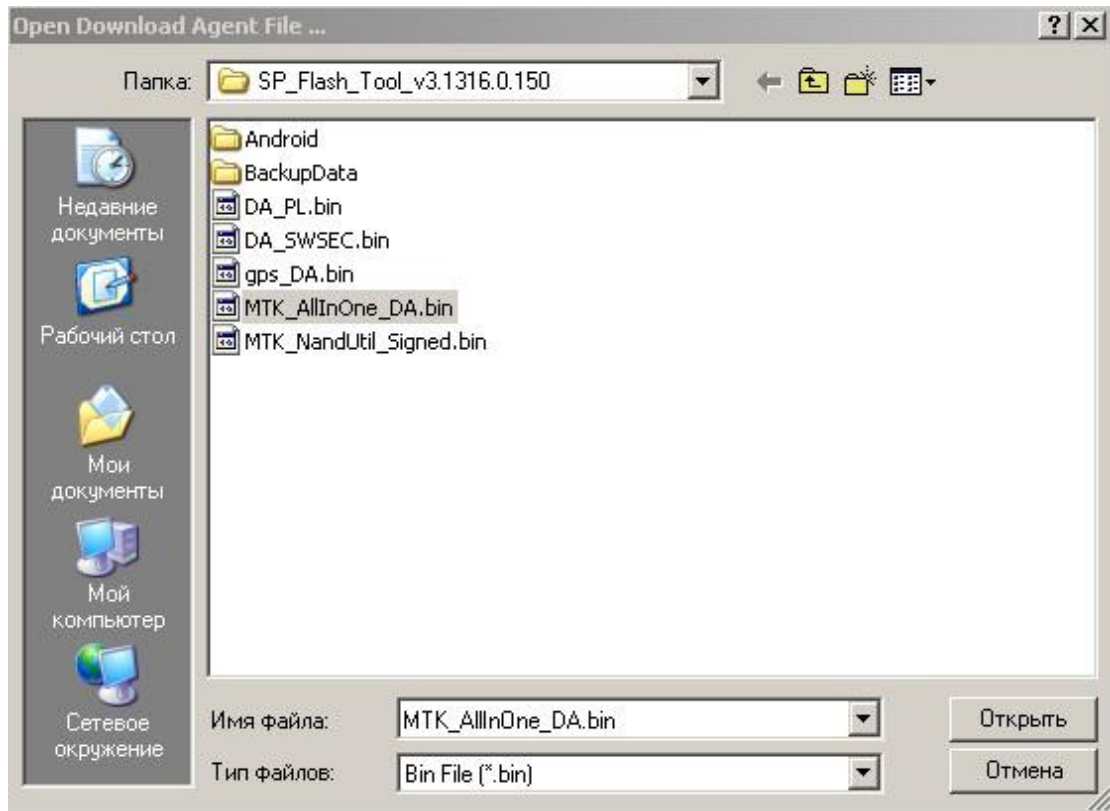 Open Download Agent File ...
Папка:
SP_Flash_Tool_v3.1316.0.150
Недавние
документы
Рабочий стол
Мои
документы
Мой
компьютер
Сетевое
окружение
Android
BackupData
DA_PL.bin
DA_SWSEC.bin
gps_DA.bin
MTK_AllInOne_DA.bin
MTK_NandUtil_Signed.bin
Имя файла:
MTK_AllInOne_DA.bin
Открыть
Тип файлов:
Bin File (*.bin)
Отмена